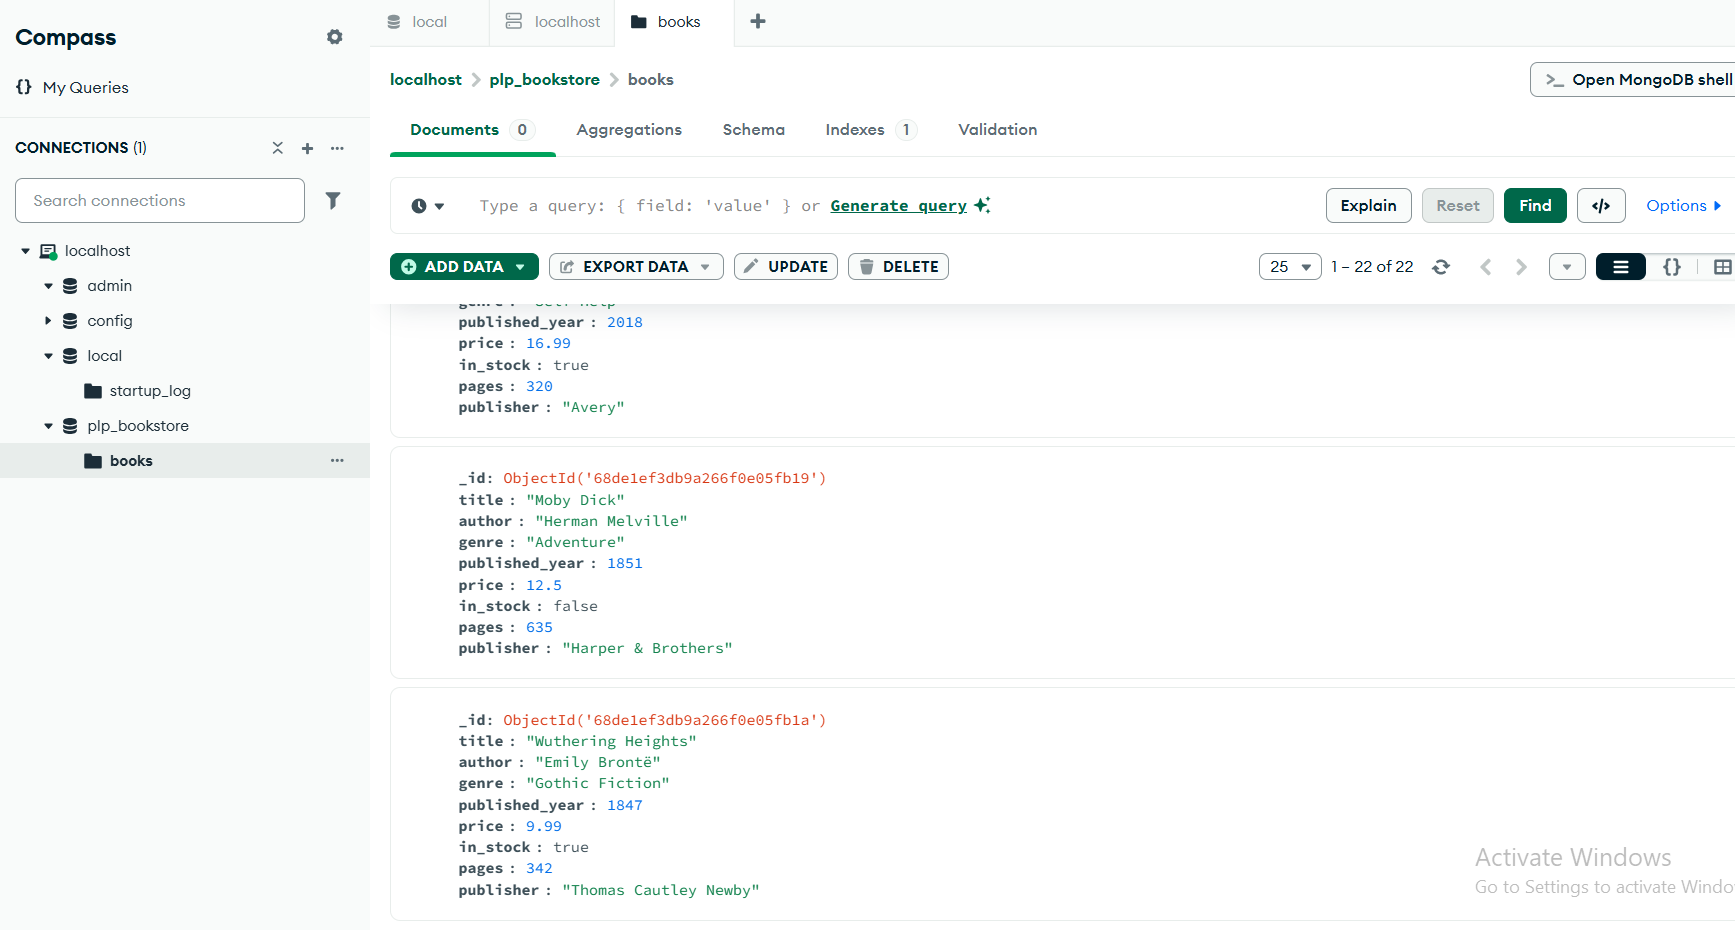 Compass
My Queries
CONNECTIONS (1)
Search connections
localhost
admin
config
local
startup_log
plp_bookstore
books
local
localhost
books
localhost > plp_bookstore > books
>_ Open MongoDB shell
Documents 0 Aggregations Schema Indexes 1 Validation
Type a query: { field: 'value' } or Generate query
Explain Reset Find </> Options
ADD DATA EXPORT DATA UPDATE DELETE
25 1 – 22 of 22 {}
genre : "Self-Help"
published_year : 2018
price : 16.99
in_stock : true
pages : 320
publisher : "Avery"
_id: ObjectId('68de1ef3db9a266f0e05fb19')
title : "Moby Dick"
author : "Herman Melville"
genre : "Adventure"
published_year : 1851
price : 12.5
in_stock : false
pages : 635
publisher : "Harper & Brothers"
_id: ObjectId('68de1ef3db9a266f0e05fb1a')
title : "Wuthering Heights"
author : "Emily Brontë"
genre : "Gothic Fiction"
published_year : 1847
price : 9.99
in_stock : true
pages : 342
publisher : "Thomas Cautley Newby"
Activate Windows
Go to Settings to activate Windo